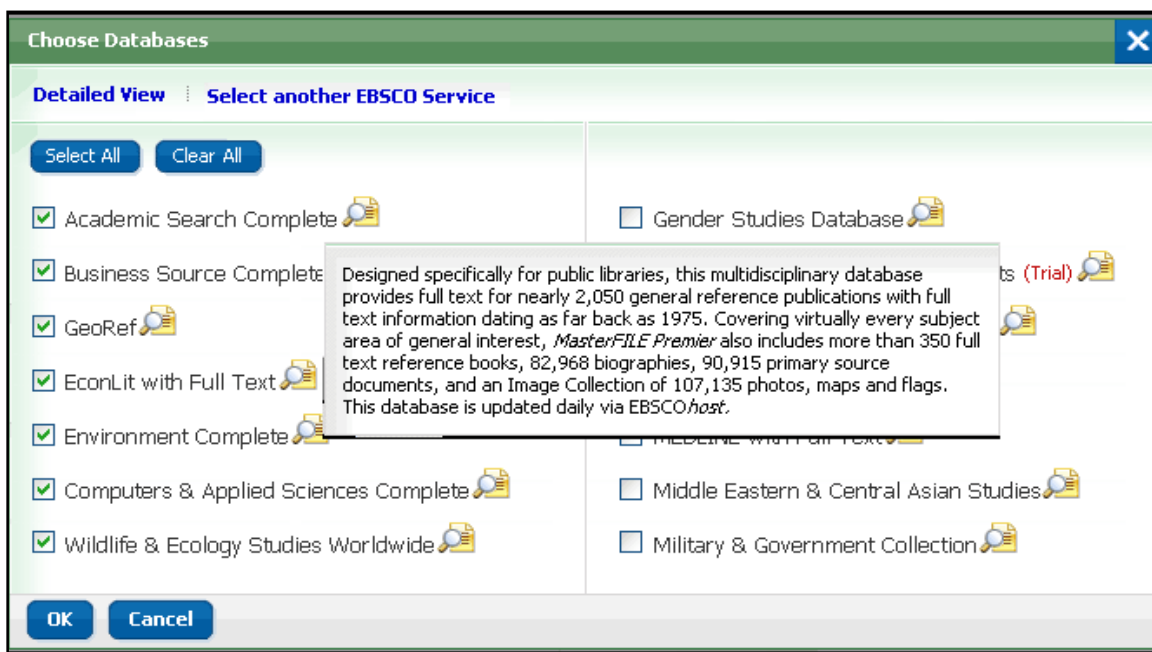 Choose Databases
Detailed View Select another EBSCO Service
Select All Clear All
Academic Search Complete
Business Source Complete
GeoRef
EconLit with Full Text
Environment Complete
Computers & Applied Sciences Complete
Wildlife & Ecology Studies Worldwide
Designed specifically for public libraries, this multidisciplinary database
provides full text for nearly 2,050 general reference publications with full
text information dating as far back as 1975. Covering virtually every subject
area of general interest, MasterFILE Premier also includes more than 350 full
text reference books, 82,968 biographies, 90,915 primary source
documents, and an Image Collection of 107,135 photos, maps and flags.
This database is updated daily via EBSCOhost.
Gender Studies Database
ts (Trial)
MEDLINE with Full Text
Middle Eastern & Central Asian Studies
Military & Government Collection
OK Cancel